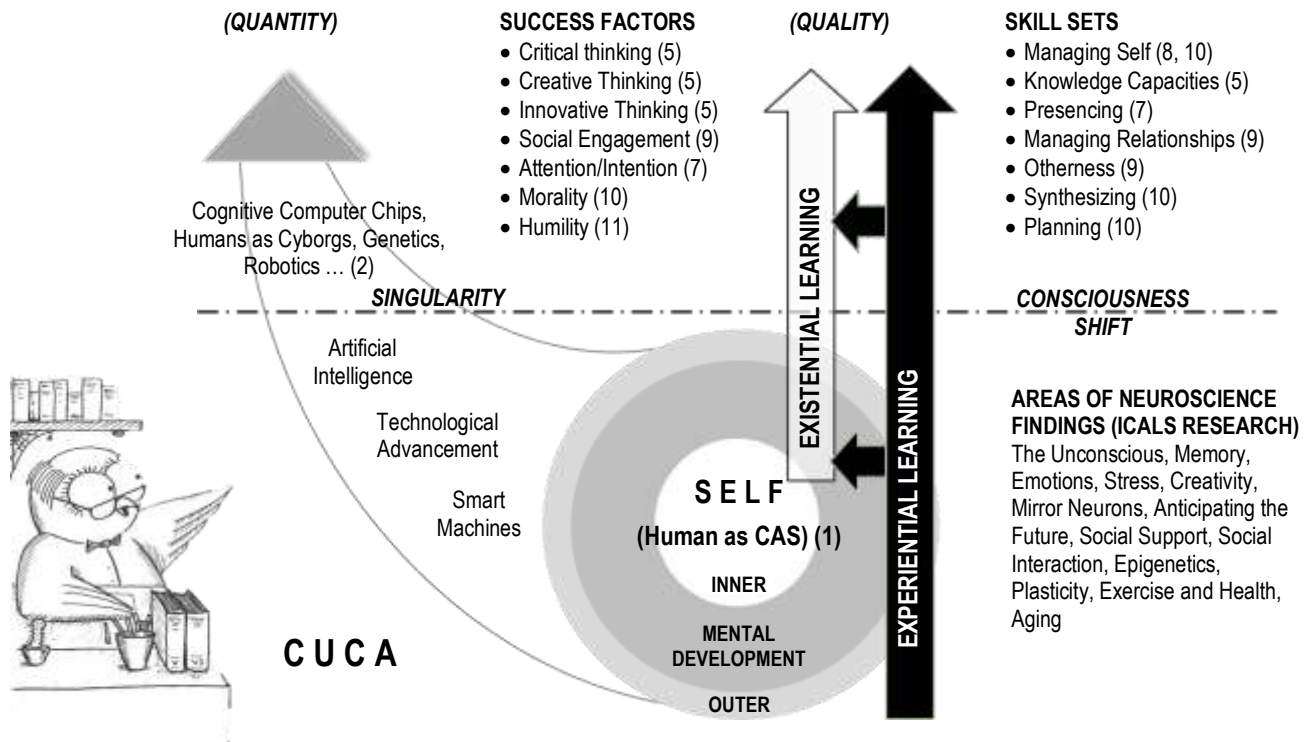 (QUANTITY)
SUCCESS FACTORS
• Critical thinking (5)
• Creative Thinking (5)
• Innovative Thinking (5)
• Social Engagement (9)
• Attention/Intention (7)
• Morality (10)
• Humility (11)
(QUALITY)
SKILL SETS
• Managing Self (8, 10)
• Knowledge Capacities (5)
• Presencing (7)
• Managing Relationships (9)
• Otherness (9)
• Synthesizing (10)
• Planning (10)
Cognitive Computer Chips,
Humans as Cyborgs, Genetics,
Robotics … (2)
SINGULARITY
CONSCIOUSNESS
SHIFT
Artificial
Intelligence
Technological
Advancement
Smart
Machines
EXISTENTIAL LEARNING
EXPERIENTIAL LEARNING
SELF
(Human as CAS) (1)
INNER
MENTAL
DEVELOPMENT
OUTER
AREAS OF NEUROSCIENCE
FINDINGS (ICALS RESEARCH)
The Unconscious, Memory,
Emotions, Stress, Creativity,
Mirror Neurons, Anticipating the
Future, Social Support, Social
Interaction, Epigenetics,
Plasticity, Exercise and Health,
Aging
CUCA